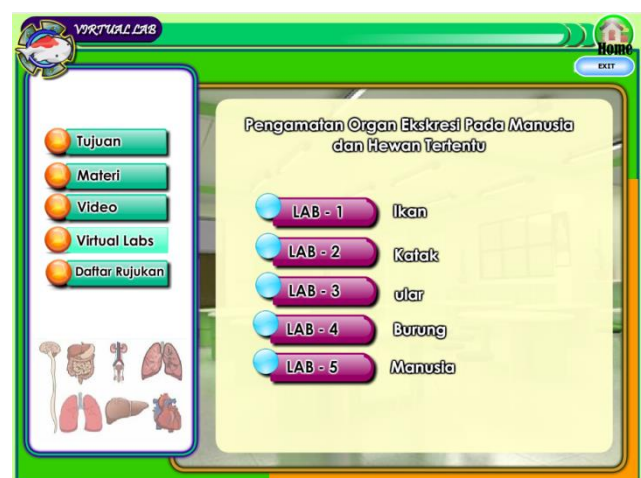 VIRTUAL LAB
Home
EXIT
Tujuan
Materi
Video
Virtual Labs
Daftar Rujukan
Pengamatan Organ Ekskresi Pada Manusia
dan Hewan Tertentu
LAB - 1 Ikan
LAB - 2 Katak
LAB - 3 ular
LAB - 4 Burung
LAB - 5 Manusia